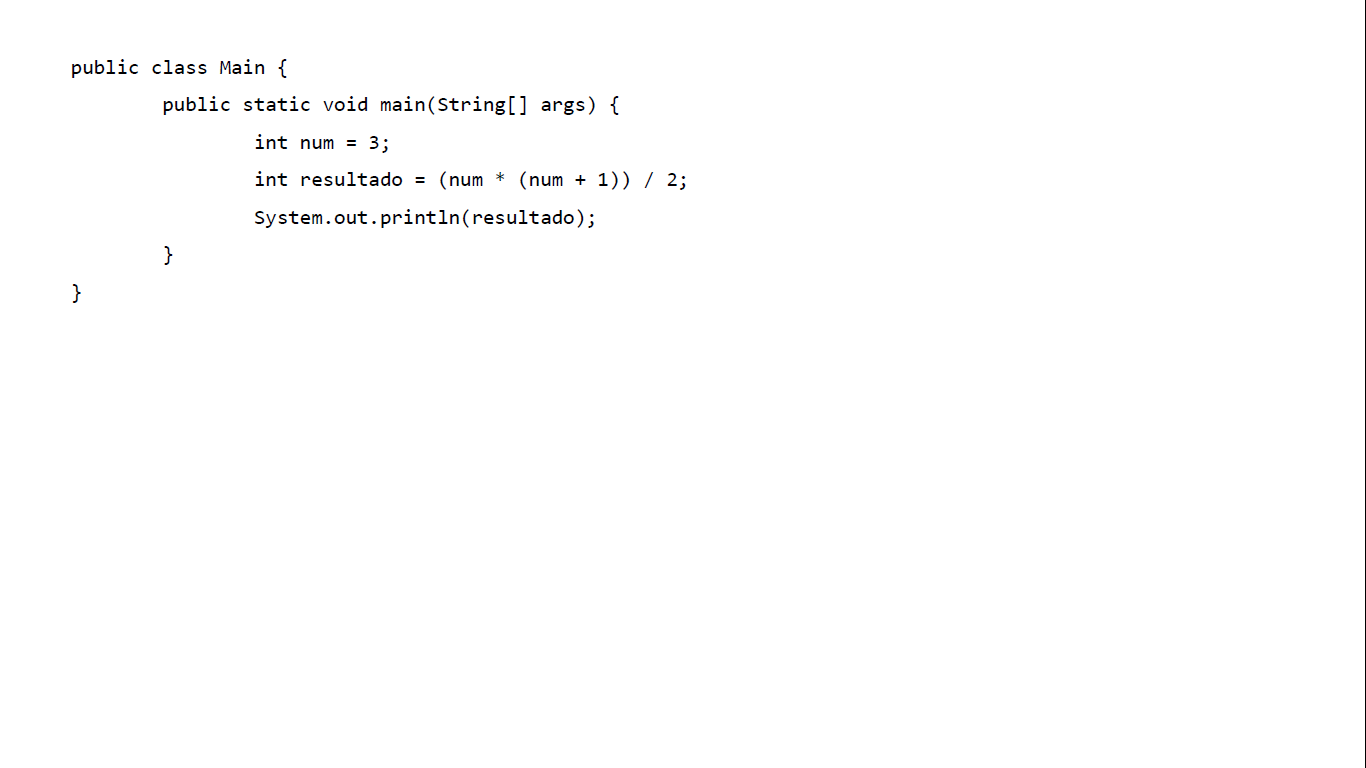 public class Main {
public static void main(String[] args) {
int num = 3;
int resultado = (num * (num + 1)) / 2;
System.out.println(resultado);
}
}